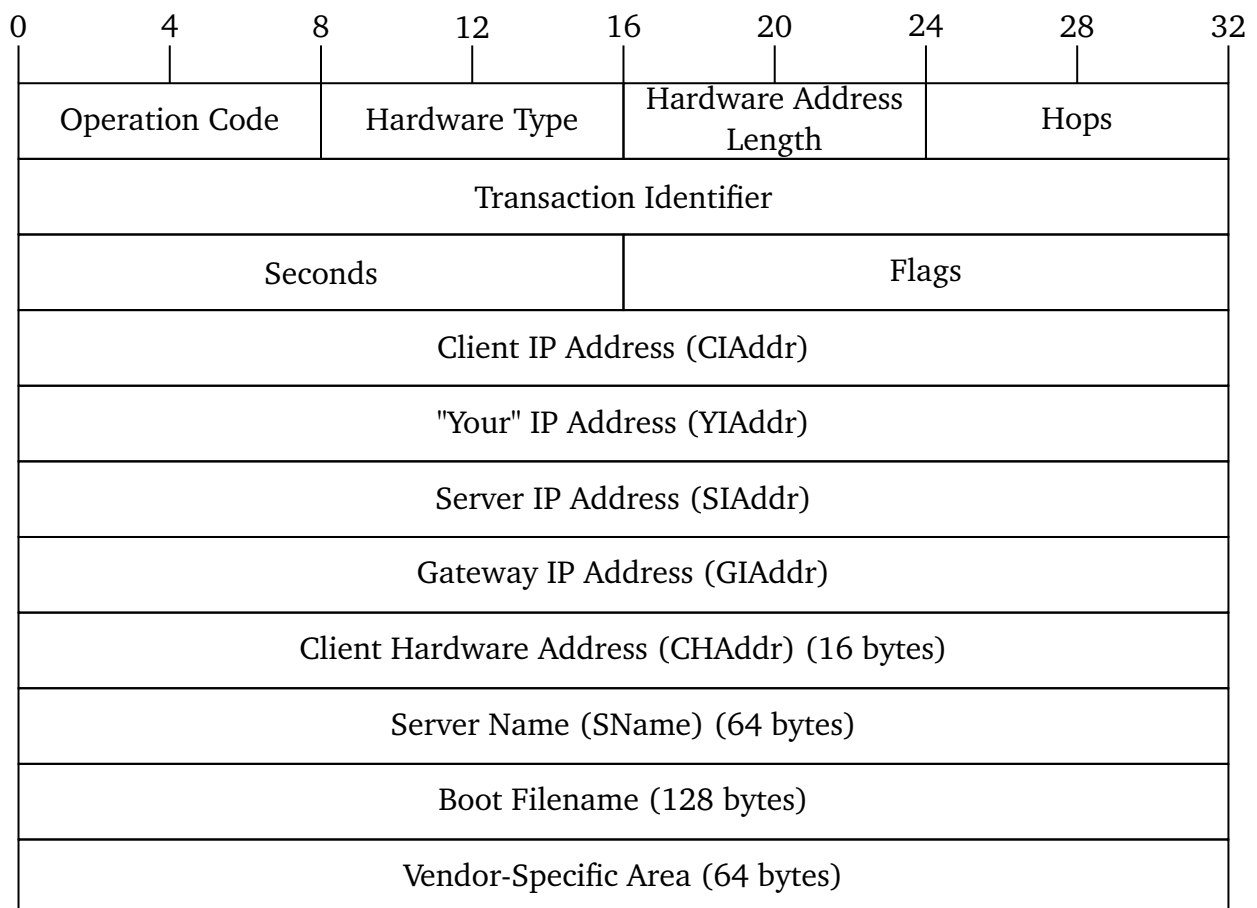 0 4 8 12 16 20 24 28 32
Operation Code Hardware Type Hardware Address Length Hops
Transaction Identifier
Seconds Flags
Client IP Address (CIAddr)
"Your" IP Address (YIAddr)
Server IP Address (SIAddr)
Gateway IP Address (GIAddr)
Client Hardware Address (CHAddr) (16 bytes)
Server Name (SName) (64 bytes)
Boot Filename (128 bytes)
Vendor-Specific Area (64 bytes)